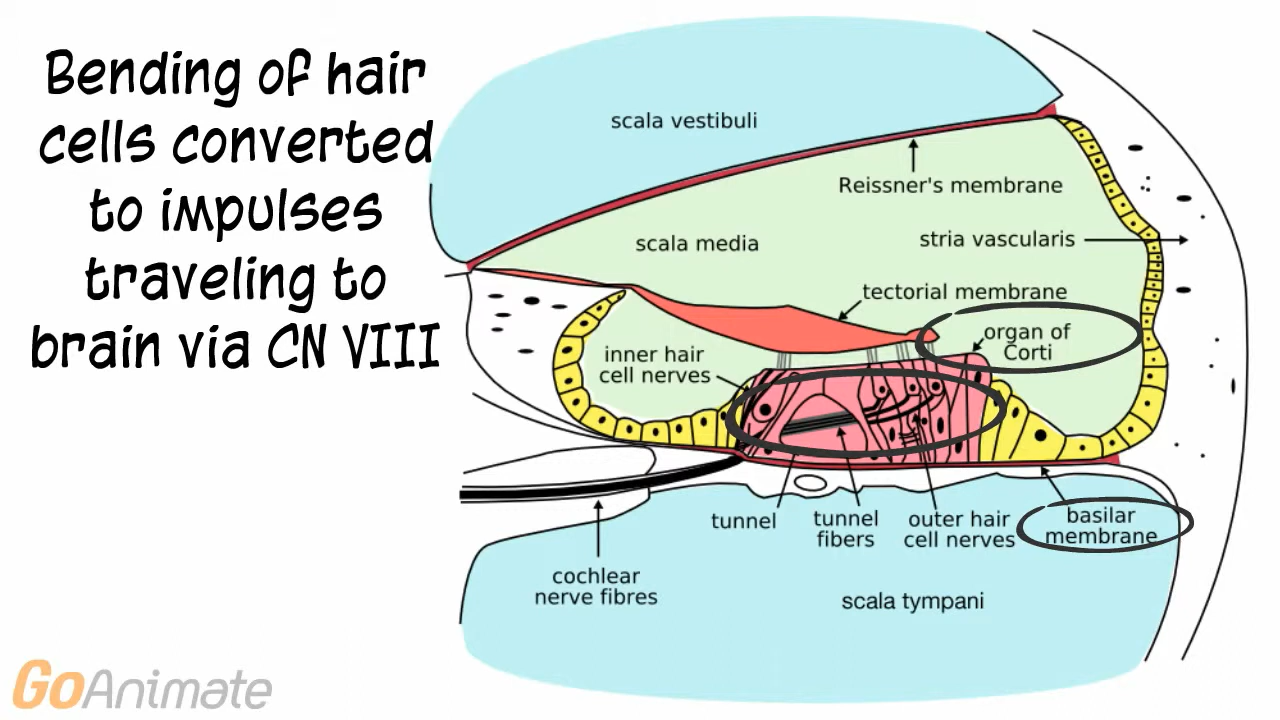 Bending of hair
cells converted
to impulses
traveling to
brain via CN VIII
scala vestibuli
Reissner's membrane
scala media
stria vascularis
tectorial membrane
organ of
Corti
inner hair
cell nerves
tunnel
tunnel
fibers
outer hair
cell nerves
basilar
membrane
cochlear
nerve fibres
scala tympani
GoAnimate